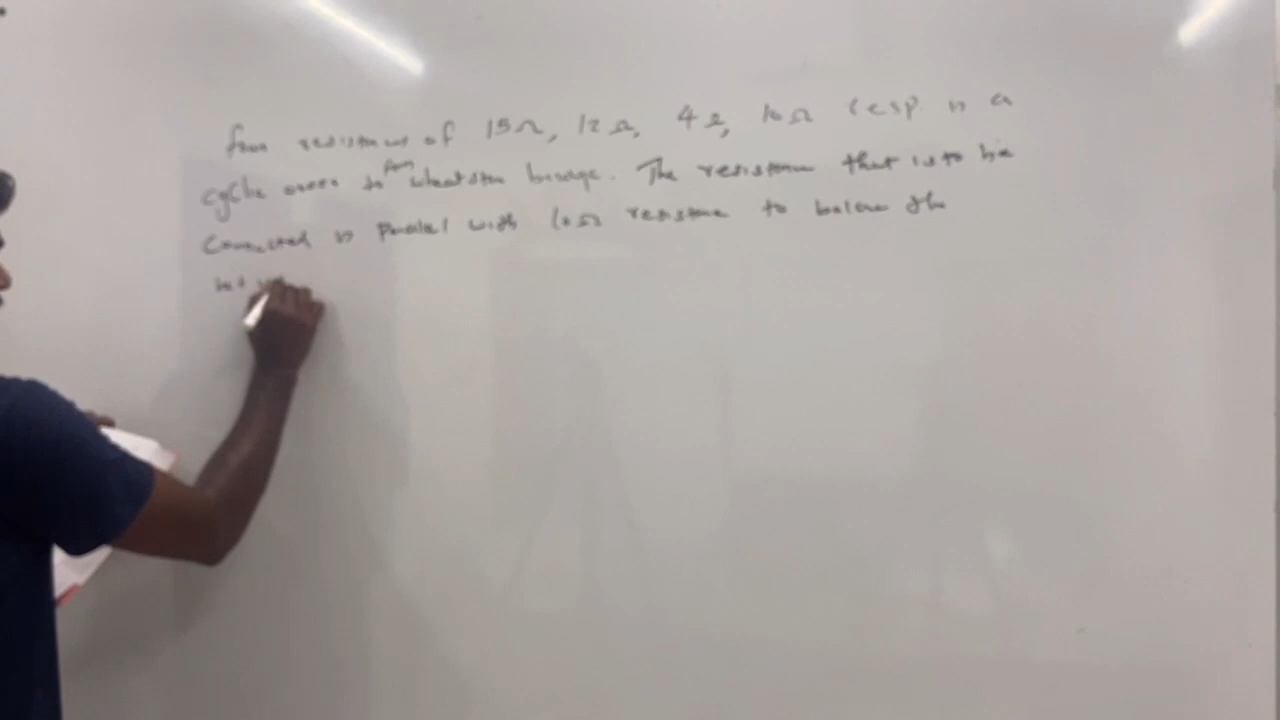 four resistances of 15Ω, 12Ω, 4Ω, 10Ω resp in a
cyclic order to form wheatstone bridge. The resistance that is to be
Connected in parallel with 10Ω resistance to balance the